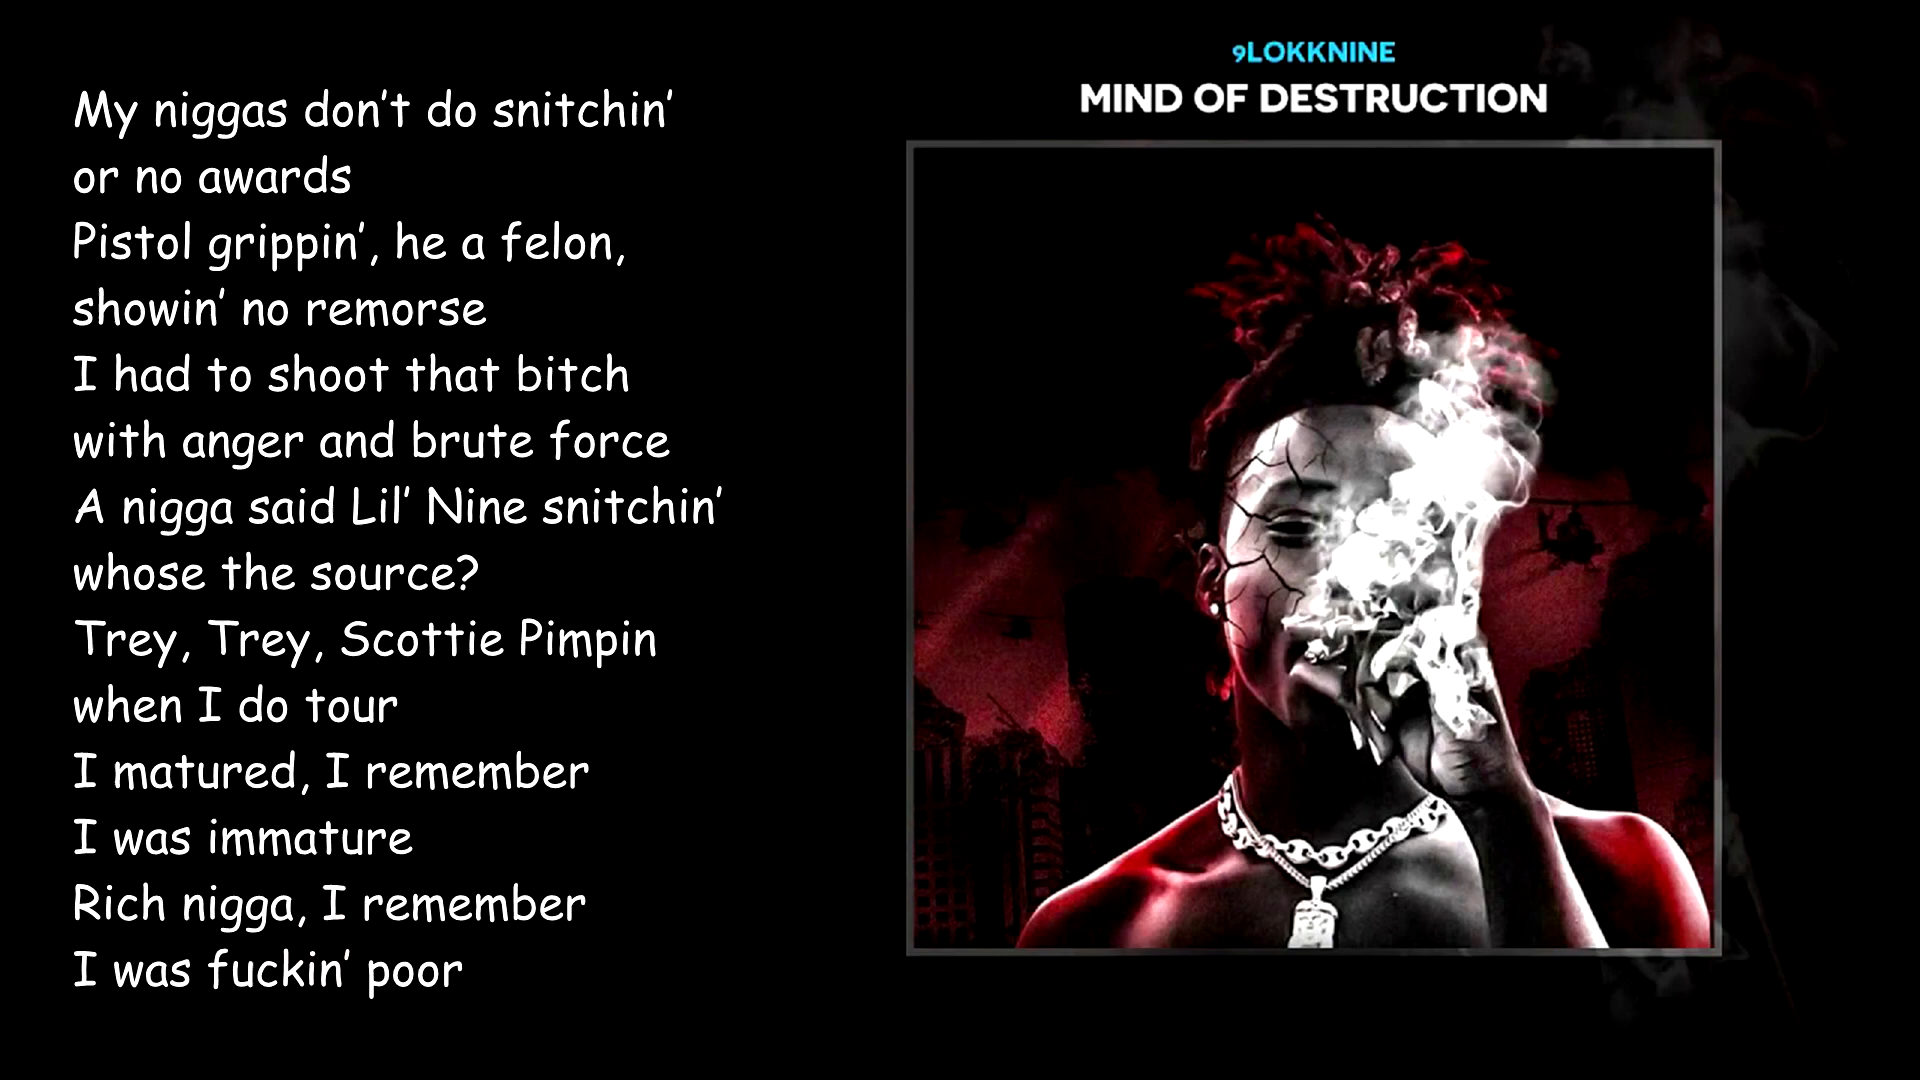 9LOKKNINE
MIND OF DESTRUCTION
My niggas don't do snitchin'
or no awards
Pistol grippin', he a felon,
showin' no remorse
I had to shoot that bitch
with anger and brute force
A nigga said Lil' Nine snitchin'
whose the source?
Trey, Trey, Scottie Pimpin
when I do tour
I matured, I remember
I was immature
Rich nigga, I remember
I was fuckin' poor